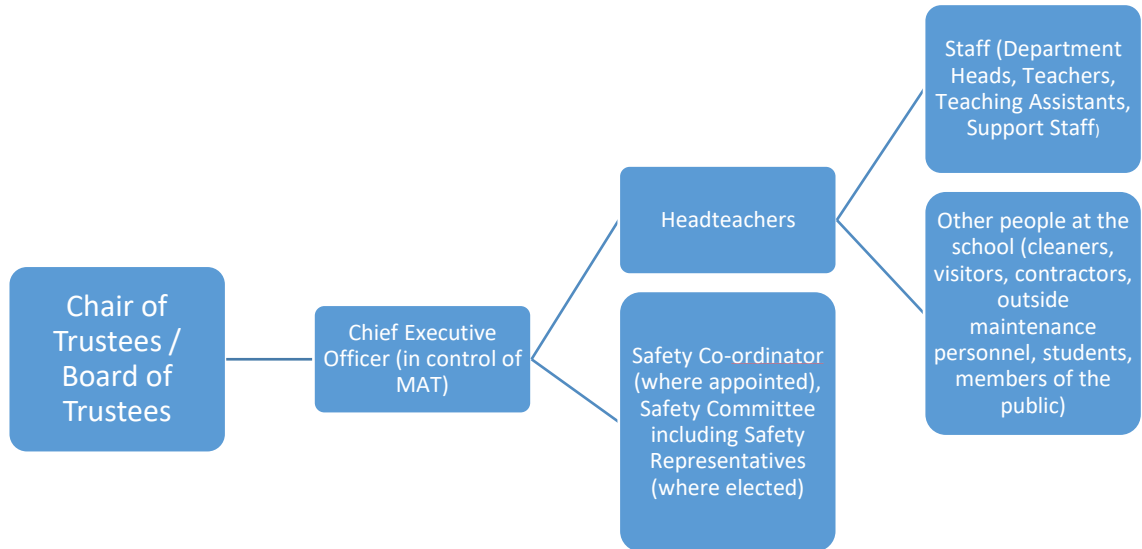 Chair of
Trustees /
Board of
Trustees
Chief Executive
Officer (in control of
MAT)
Headteachers
Safety Co-ordinator
(where appointed),
Safety Committee
including Safety
Representatives
(where elected)
Staff (Department
Heads, Teachers,
Teaching Assistants,
Support Staff)
Other people at the
school (cleaners,
visitors, contractors,
outside
maintenance
personnel, students,
members of the
public)